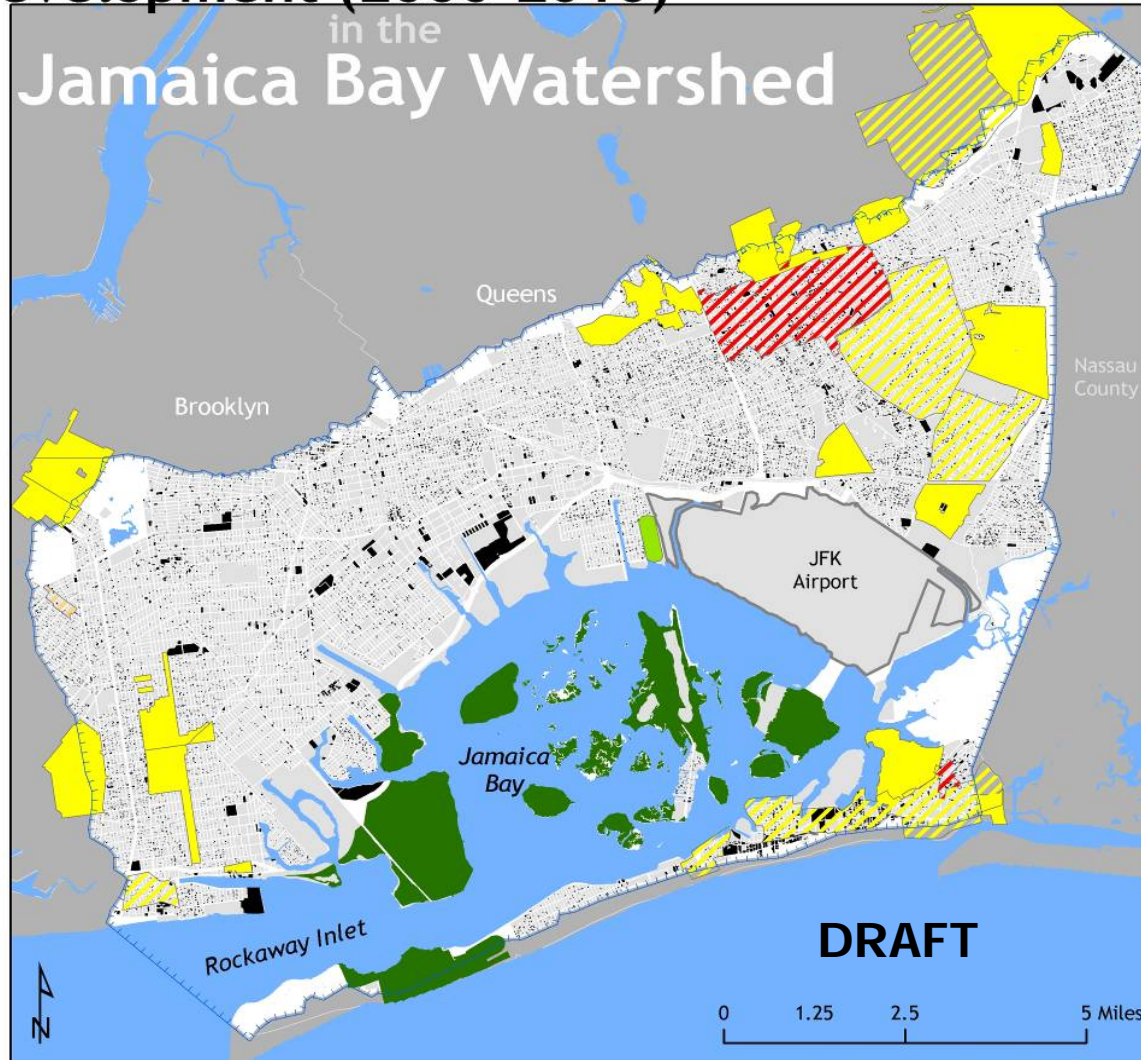 in the
Jamaica Bay Watershed
Queens
Brooklyn
Nassau
County
JFK
Airport
Jamaica
Bay
Rockaway Inlet
DRAFT
N
0 1.25 2.5 5 Miles